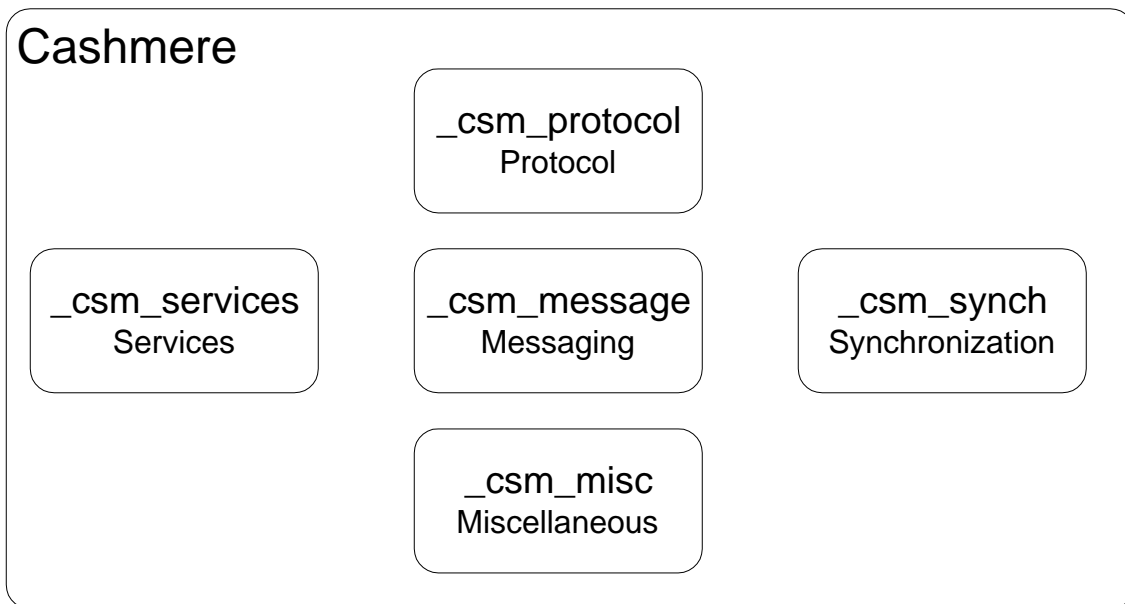 Cashmere
_csm_protocol
Protocol
_csm_services
Services
_csm_message
Messaging
_csm_synch
Synchronization
_csm_misc
Miscellaneous